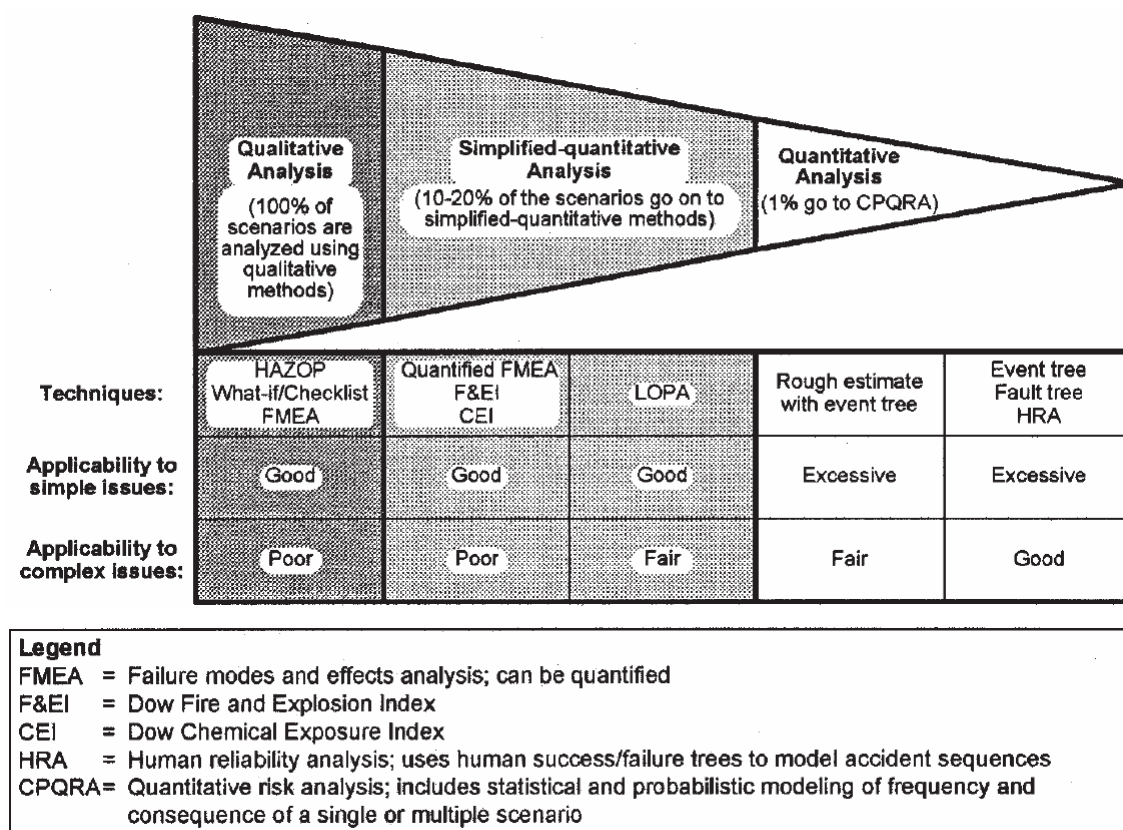 Qualitative
Analysis
(100% of
scenarios are
analyzed using
qualitative
methods)
Simplified-quantitative
Analysis
(10-20% of the scenarios go on to
simplified-quantitative methods)
Quantitative
Analysis
(1% go to CPQRA)
Techniques:
HAZOP
What-if/Checklist
FMEA
Quantified FMEA
F&EI
CEI
LOPA
Rough estimate
with event tree
Event tree
Fault tree
HRA
Applicability to
simple issues:
Good
Good
Good
Excessive
Excessive
Applicability to
complex issues:
Poor
Poor
Fair
Fair
Good
Legend
FMEA = Failure modes and effects analysis; can be quantified
F&EI = Dow Fire and Explosion Index
CEI = Dow Chemical Exposure Index
HRA = Human reliability analysis; uses human success/failure trees to model accident sequences
CPQRA= Quantitative risk analysis; includes statistical and probabilistic modeling of frequency and
consequence of a single or multiple scenario